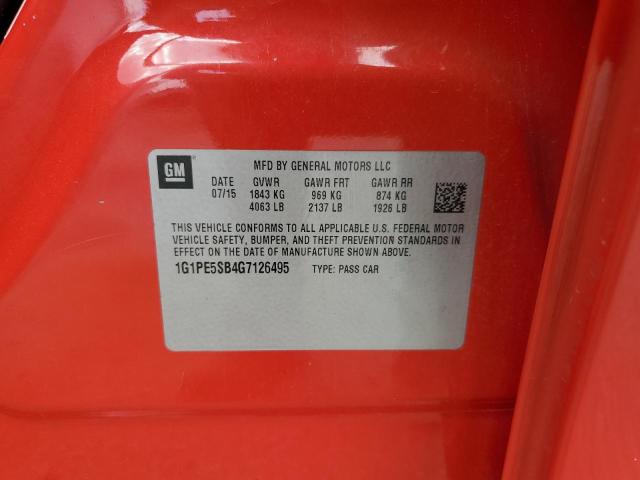 GM
MFD BY GENERAL MOTORS LLC
DATE GVWR GAWR FRT GAWR RR
07/15 1843 KG 969 KG 874 KG
4063 LB 2137 LB 1926 LB
THIS VEHICLE CONFORMS TO ALL APPLICABLE U.S. FEDERAL MOTOR
VEHICLE SAFETY, BUMPER, AND THEFT PREVENTION STANDARDS IN
EFFECT ON THE DATE OF MANUFACTURE SHOWN ABOVE.
1G1PE5SB4G7126495 TYPE: PASS CAR